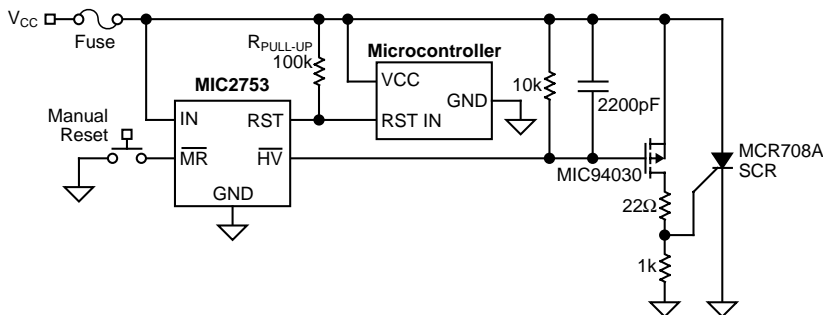 VCC
Fuse
RPULL-UP
100k
Microcontroller
MIC2753
VCC
GND
RST IN
10k
2200pF
Manual
Reset
IN
RST
MR
HV
GND
MIC94030
MCR708A
SCR
22Ω
1k